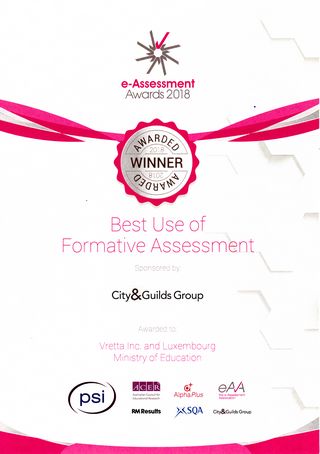 e-Assessment
Awards 2018
AWARDED
2018
WINNER
2018
AWARDED
Best Use of
Formative Assessment
Sponsored by:
City&Guilds Group
Awarded to:
Vretta Inc. and Luxembourg
Ministry of Education
psi
ACER
Australian Council for
Educational Research
AlphaPlus
eAA
the e-Assessment
Association
RM Results
SQA
City&Guilds Group